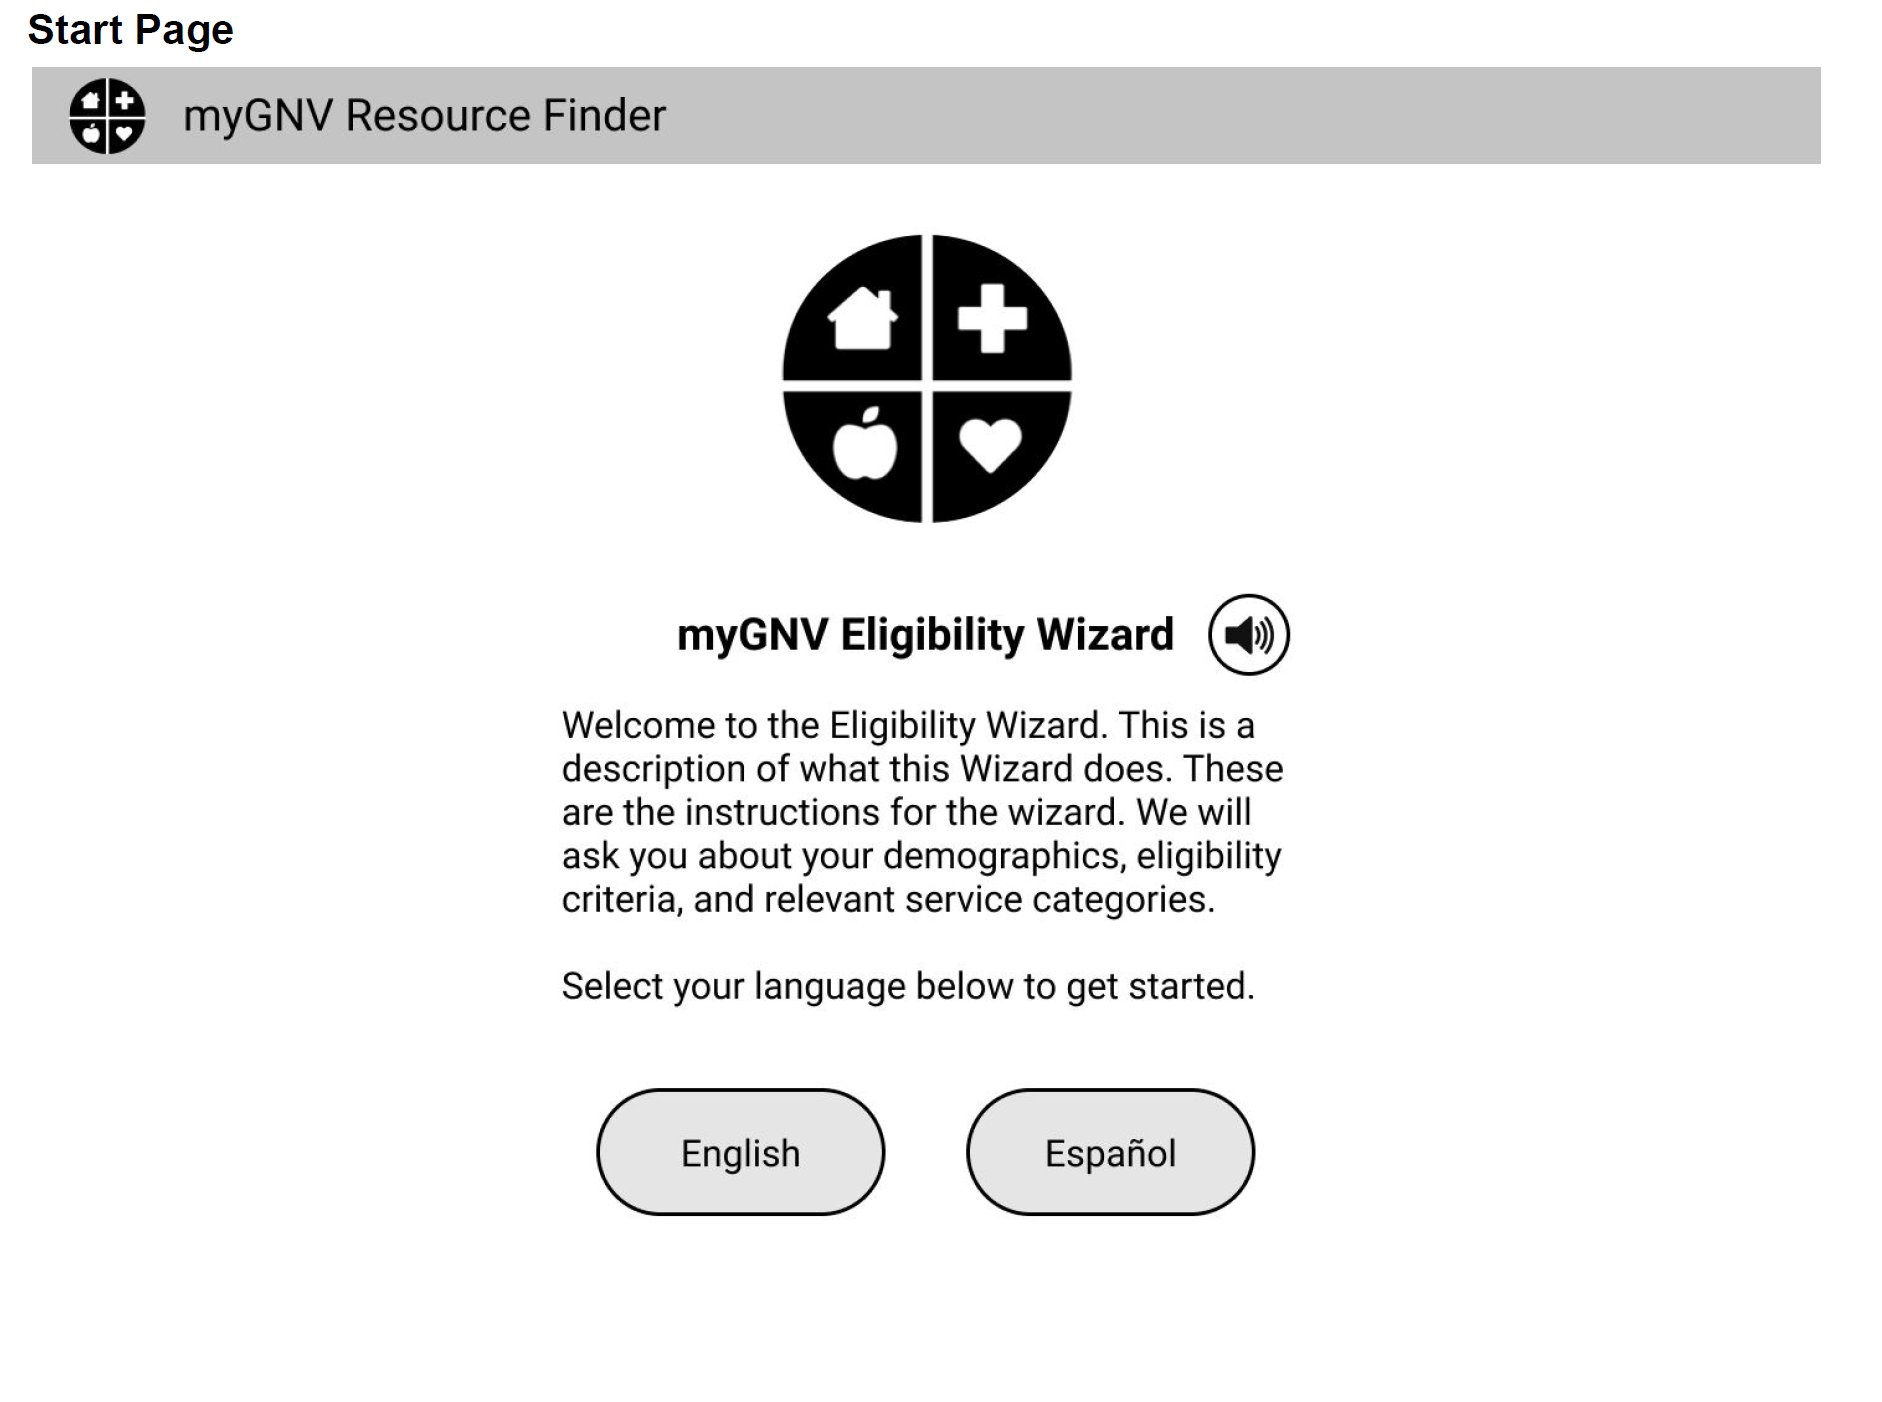 Start Page
myGNV Resource Finder
myGNV Eligibility Wizard
Welcome to the Eligibility Wizard. This is a
description of what this Wizard does. These
are the instructions for the wizard. We will
ask you about your demographics, eligibility
criteria, and relevant service categories.
Select your language below to get started.
English
Español